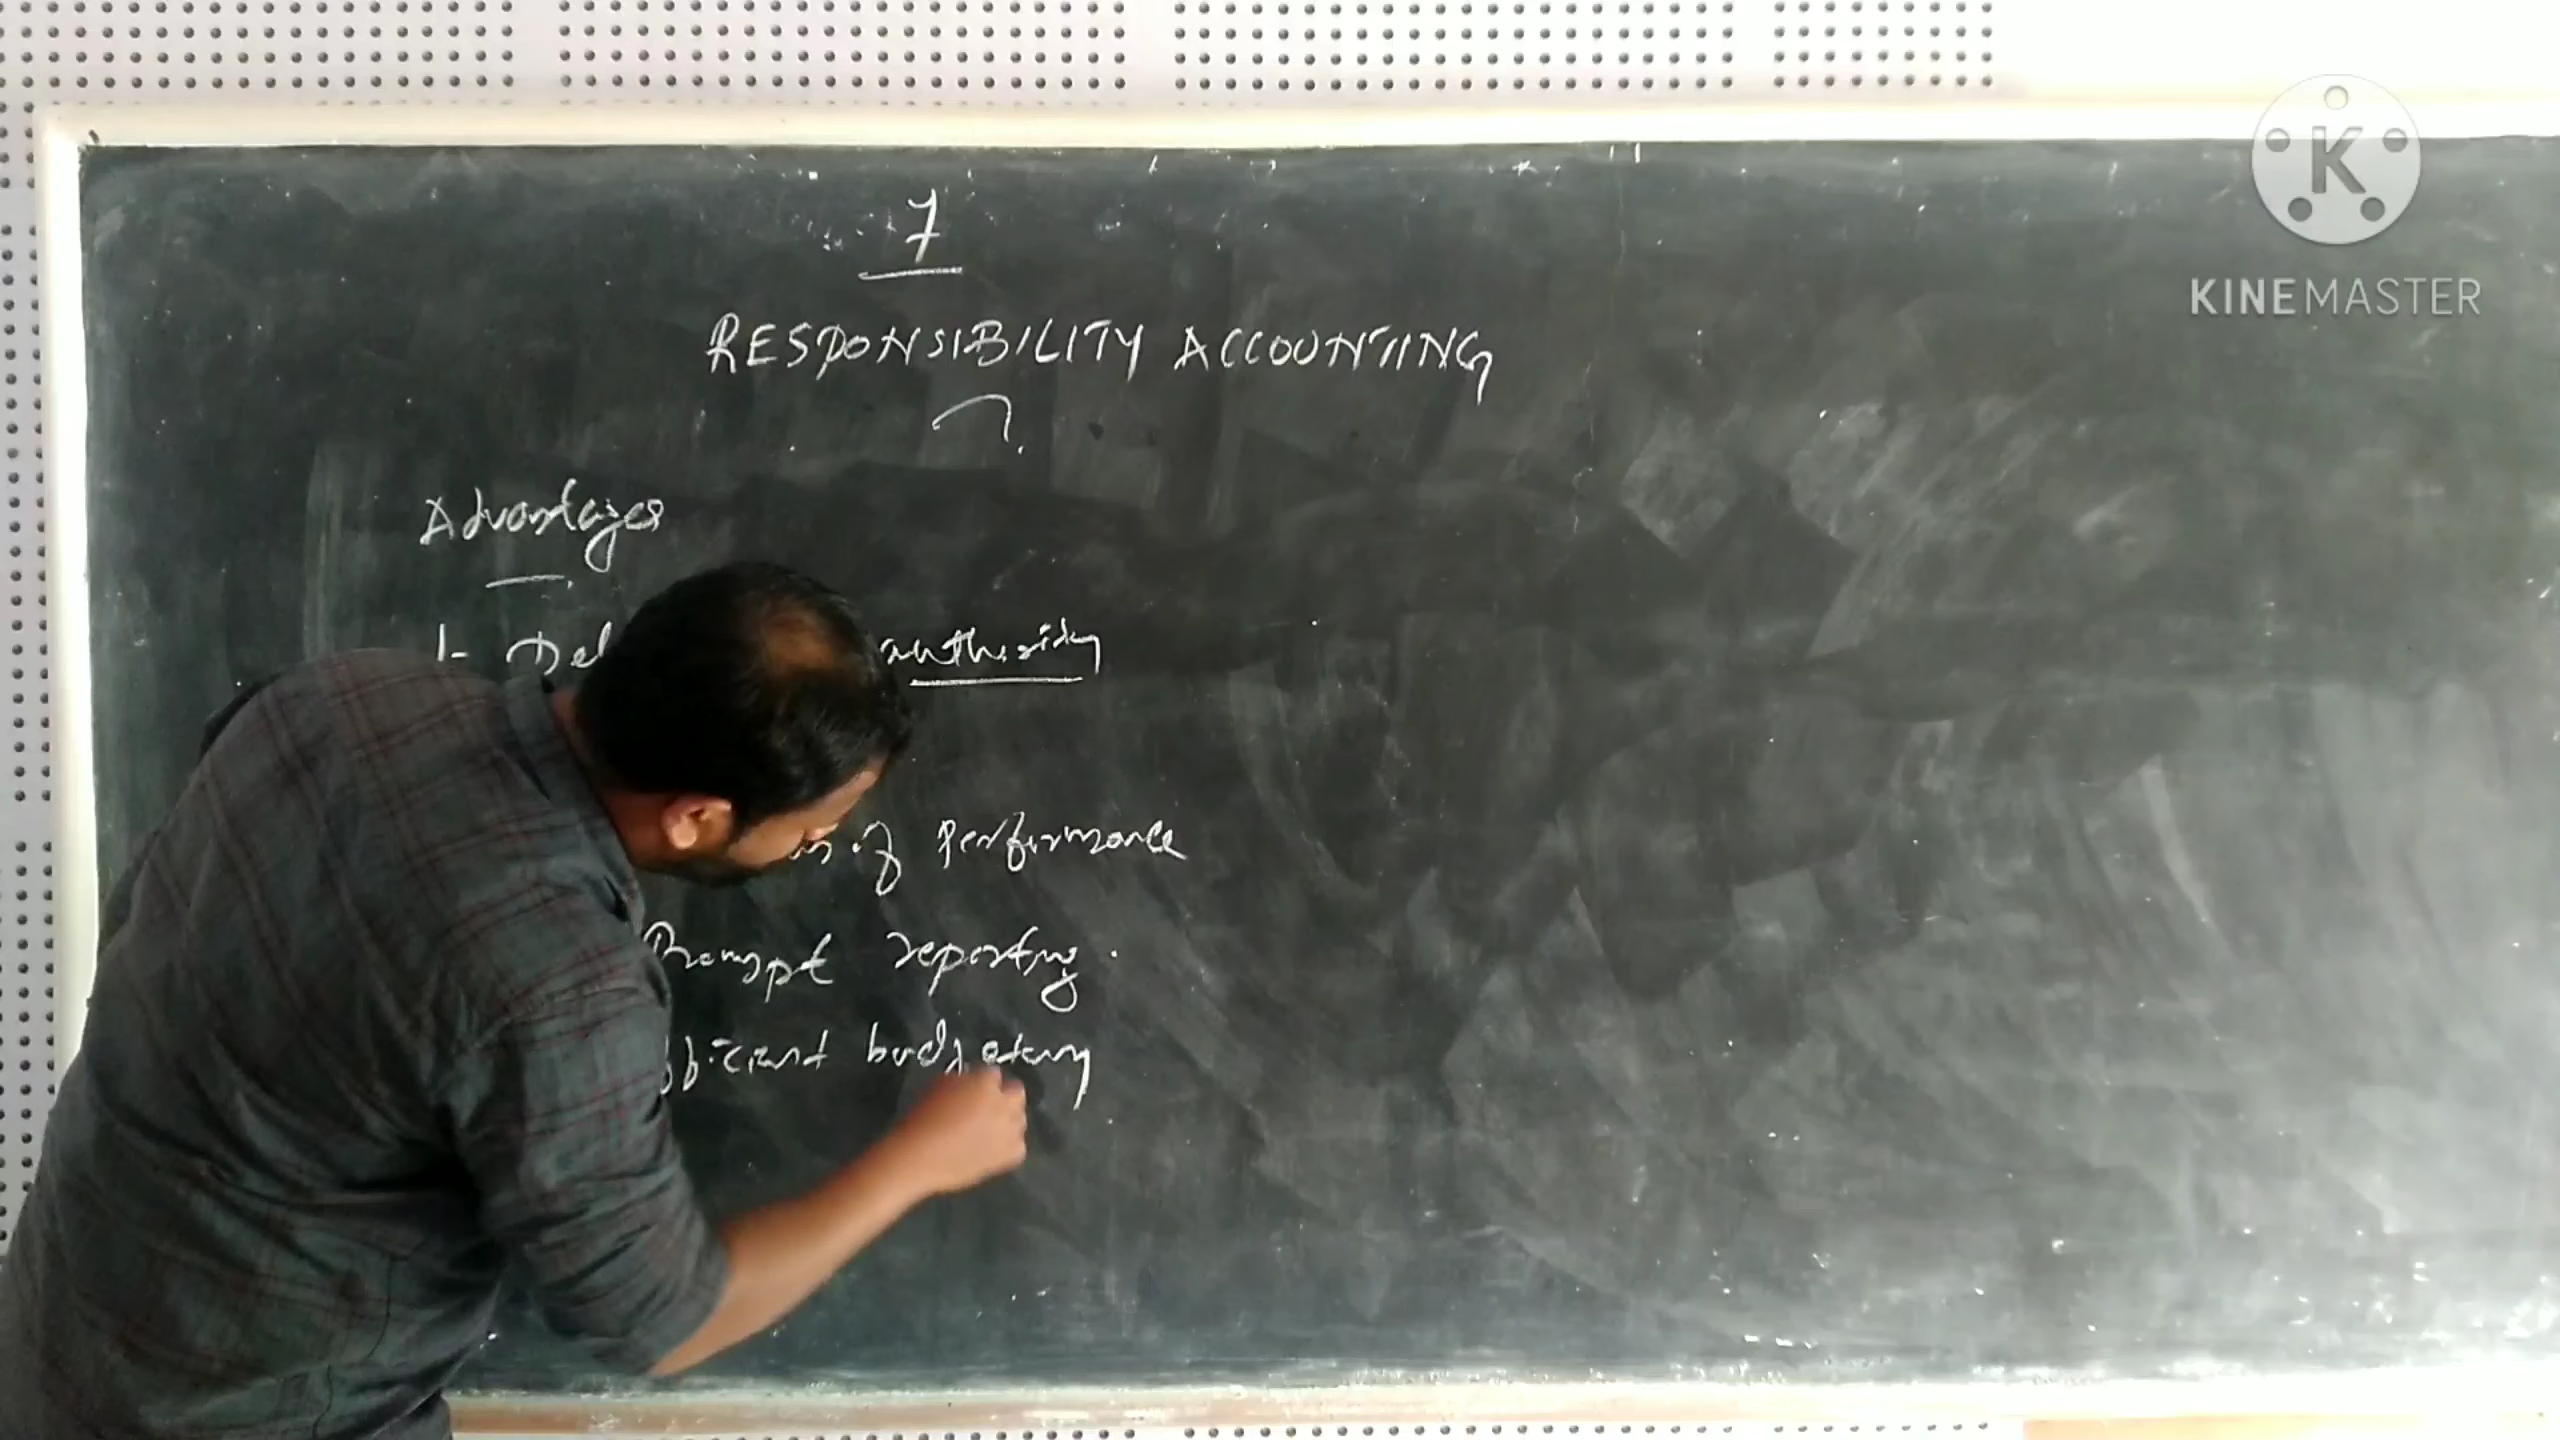 7
RESPONSIBILITY ACCOUNTING
Advantages
1- authority
of Performance
Prompt reporting.
budgetary
K
KINEMASTER